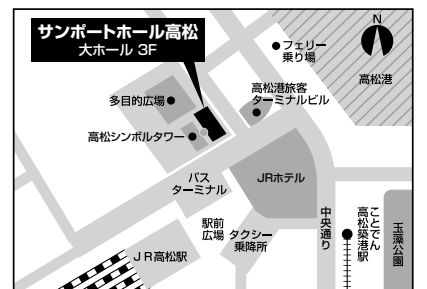 サンポートホール高松
大ホール 3F
N
フェリー
乗り場
高松港
高松港旅客
ターミナルビル
多目的広場
高松シンボルタワー
バス
ターミナル
JRホテル
駅前
広場
タクシー
乗降所
JR高松駅
中央通り
ことでん
高松築港駅
玉藻公園